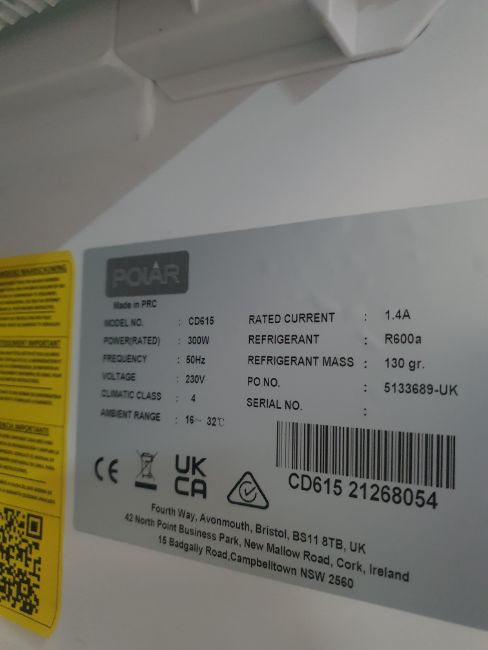 POLAR
Made in PRC
MODEL NO. : CD615
POWER(RATED) : 300W
FREQUENCY : 50Hz
VOLTAGE : 230V
CLIMATIC CLASS : 4
AMBIENT RANGE : 16~ 32℃
RATED CURRENT : 1.4A
REFRIGERANT : R600a
REFRIGERANT MASS : 130 gr.
PO NO. : 5133689-UK
SERIAL NO. :
CE
UK
CA
CD615 21268054
Fourth Way, Avonmouth, Bristol, BS11 8TB, UK
42 North Point Business Park, New Mallow Road, Cork, Ireland
15 Badgally Road,Campbelltown NSW 2560